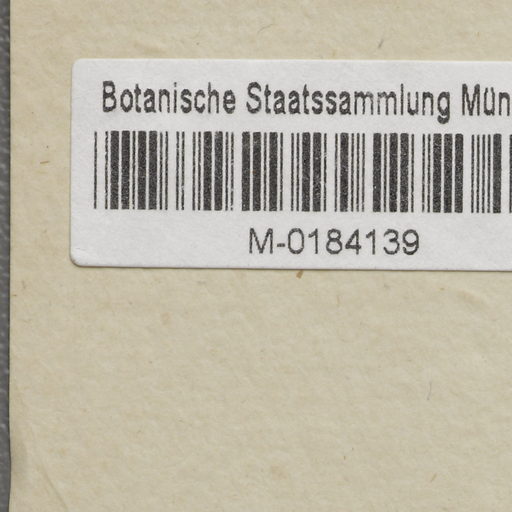 Botanische Staatssammlung Mün
M-0184139